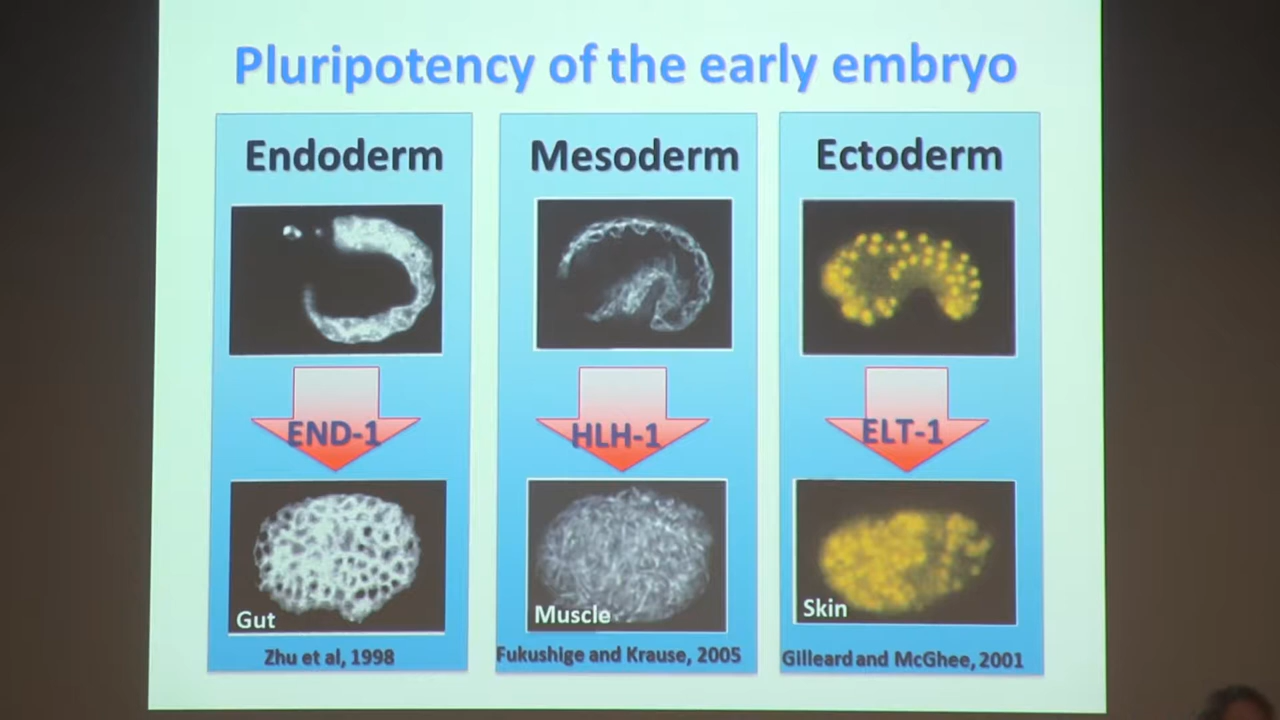 Pluripotency of the early embryo
Endoderm
END-1
Gut
Zhu et al, 1998
Mesoderm
HLH-1
Muscle
Fukushige and Krause, 2005
Ectoderm
ELT-1
Skin
Gilleard and McGhee, 2001